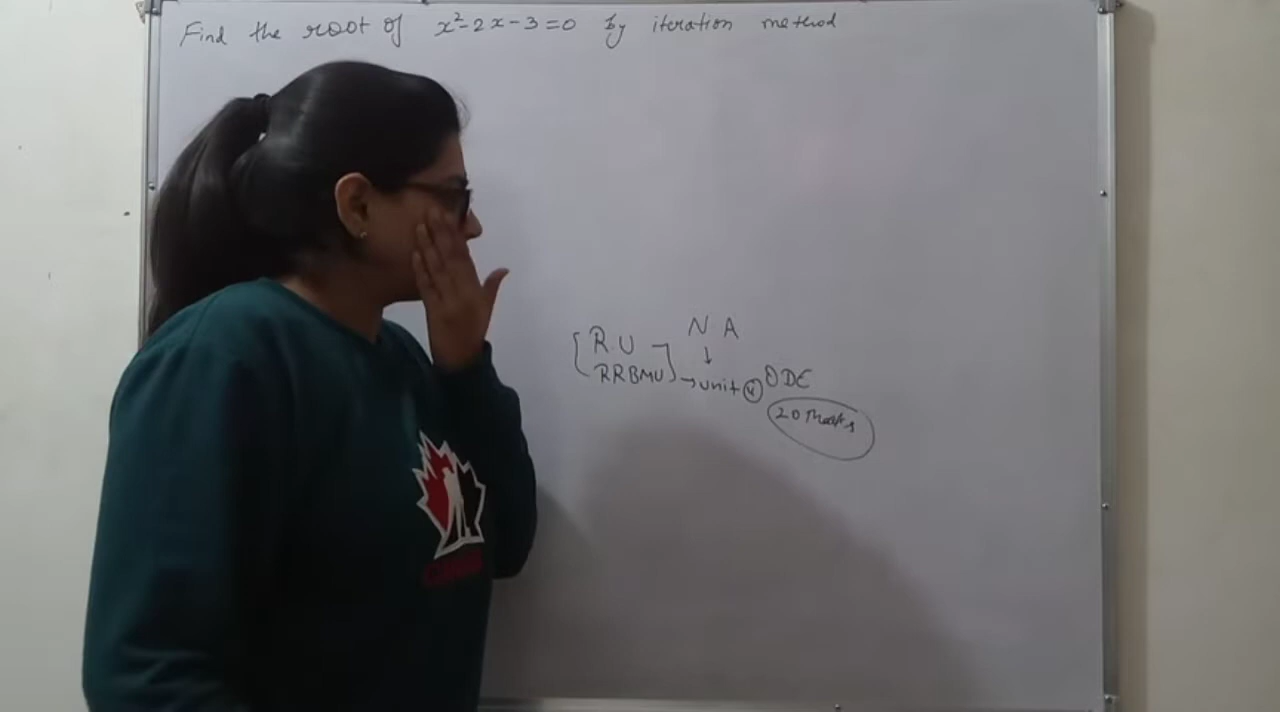 Find the root of x²-2x-3=0 by iteration method
N A
↓
RU
RRBMU → unit ④ ODE
20 Marks